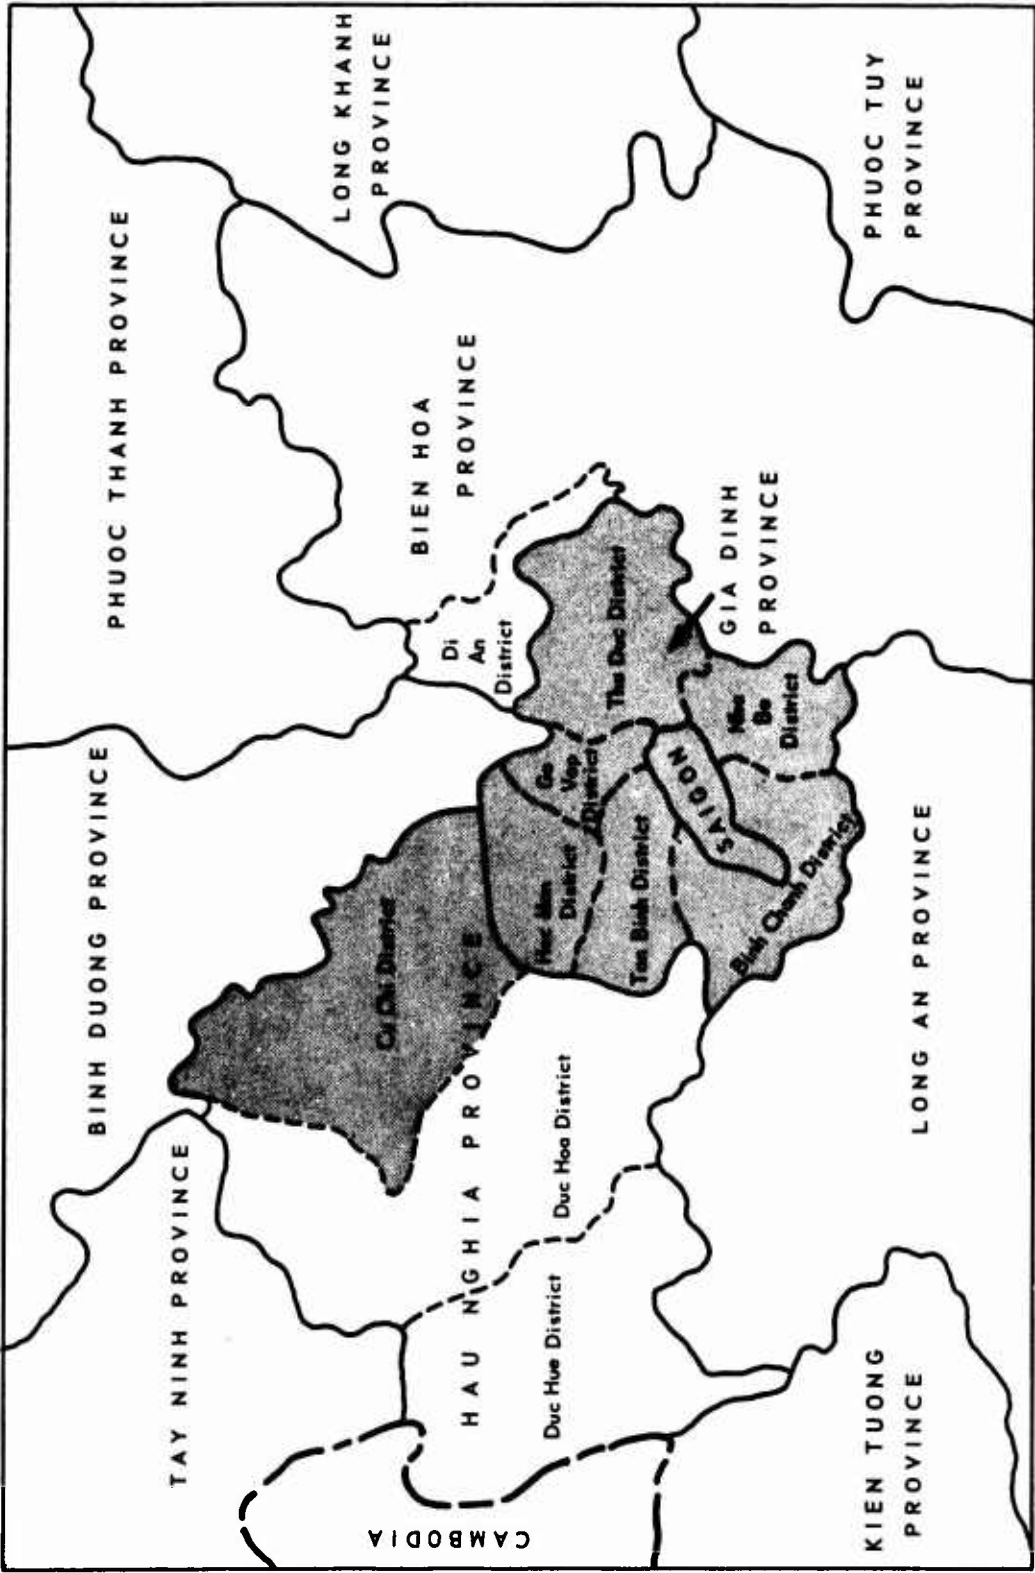 PHUOC THANH PROVINCE
BINH DUONG PROVINCE
TAY NINH PROVINCE
LONG KHANH
PROVINCE
BIEN HOA
PROVINCE
Di
An
District
Cu Chi District
HAU NGHIA PROVINCE
Hoc Mon
District
Go
Vap
District
Thu Duc District
Tan Binh District
Duc Hoa District
Duc Hue District
CAMBODIA
SAIGON
GIA DINH
PROVINCE
Nha
Be
District
Binh Chanh District
PHUOC TUY
PROVINCE
LONG AN PROVINCE
KIEN TUONG
PROVINCE